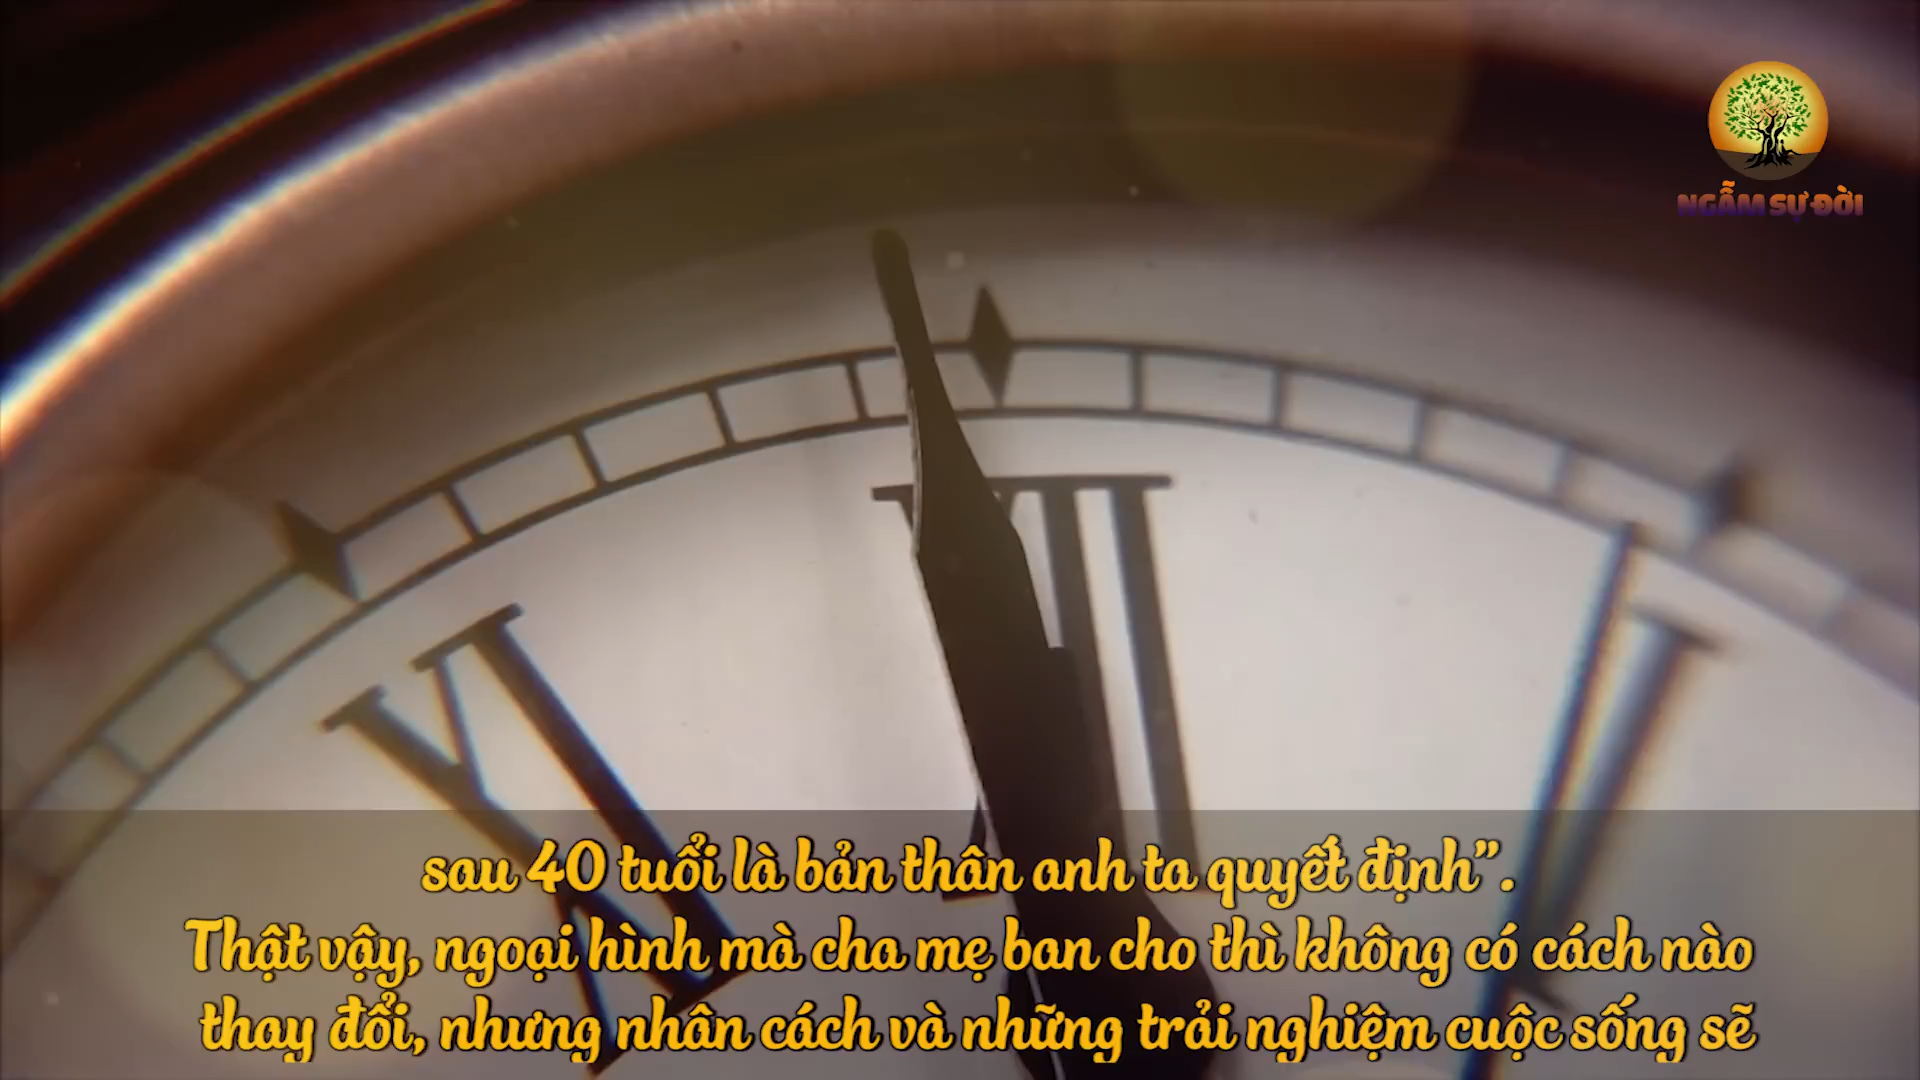 NGẪM SỰ ĐỜI
XII
XI
I
sau 40 tuổi là bản thân anh ta quyết định”.
Thật vậy, ngoại hình mà cha mẹ ban cho thì không có cách nào
thay đổi, nhưng nhân cách và những trải nghiệm cuộc sống sẽ